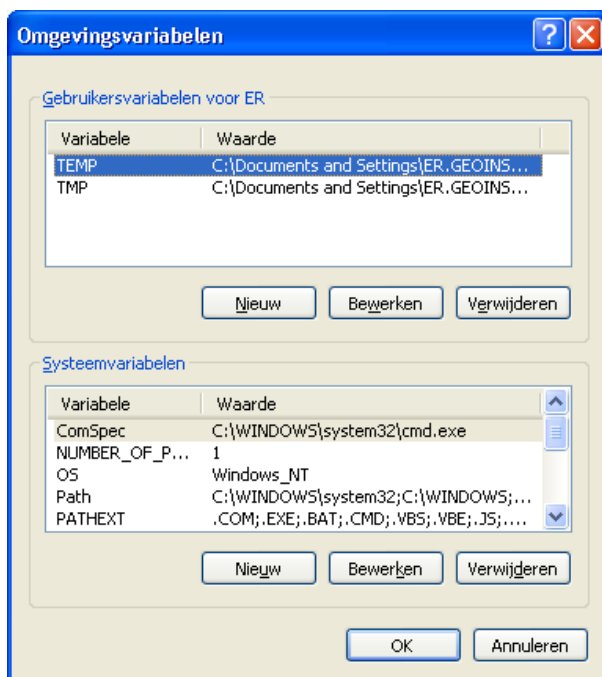 Omgevingsvariabelen
Gebruikersvariabelen voor ER
Variabele Waarde
TEMP C:\Documents and Settings\ER.GEOINS...
TMP C:\Documents and Settings\ER.GEOINS...
Nieuw Bewerken Verwijderen
Systeemvariabelen
Variabele Waarde
ComSpec C:\WINDOWS\system32\cmd.exe
NUMBER_OF_P... 1
OS Windows_NT
Path C:\WINDOWS\system32;C:\WINDOWS;...
PATHEXT .COM;.EXE;.BAT;.CMD;.VBS;.VBE;.JS;....
Nieuw Bewerken Verwijderen
OK Annuleren